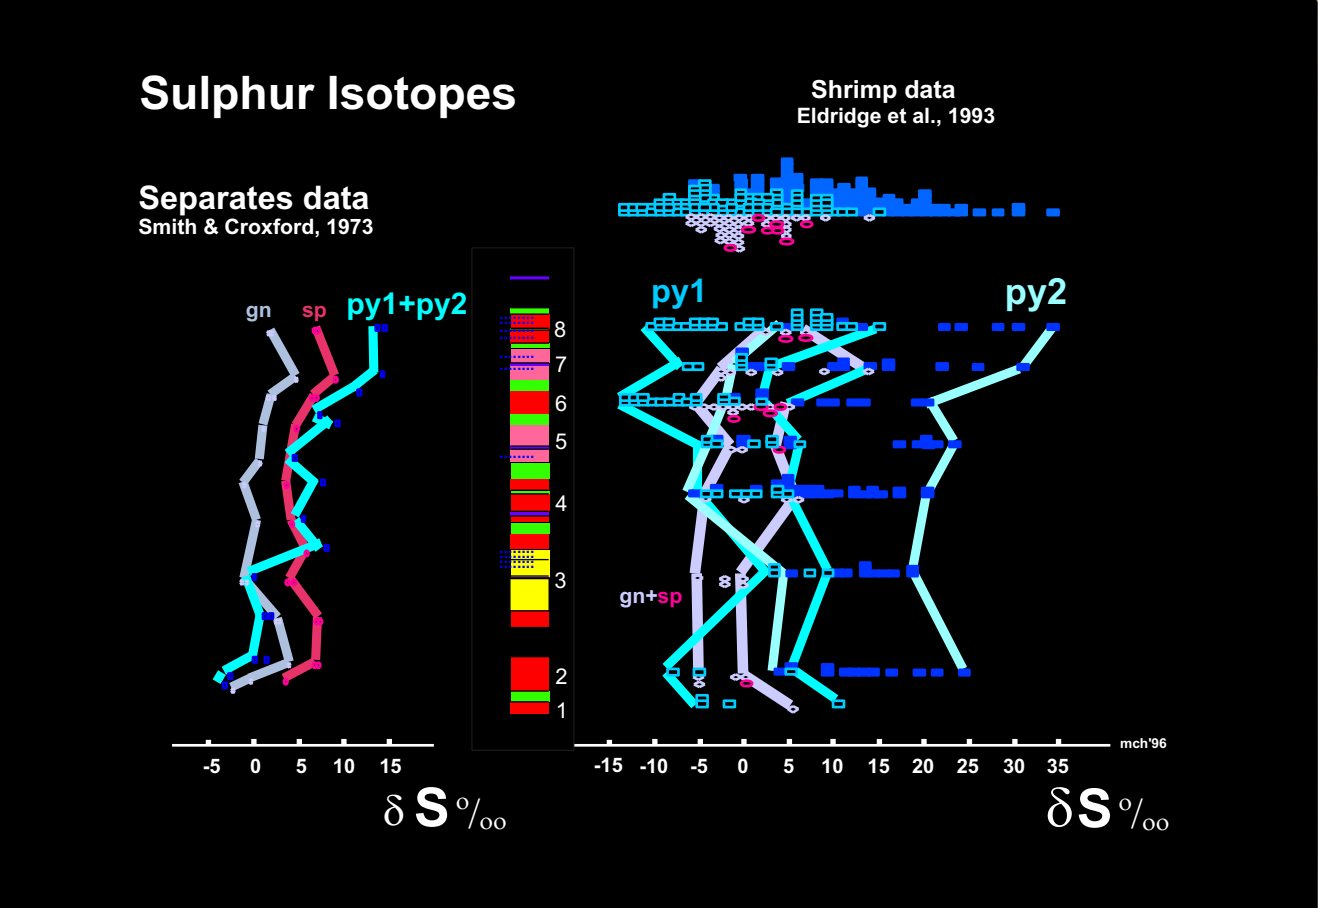 Sulphur Isotopes
Shrimp data
Eldridge et al., 1993
Separates data
Smith & Croxford, 1973
gn sp py1+py2
py1 py2
8
7
6
5
4
3
gn+sp
2
1
mch'96
-5 0 5 10 15
-15 -10 -5 0 5 10 15 20 25 30 35
δ S o/oo
δ S o/oo